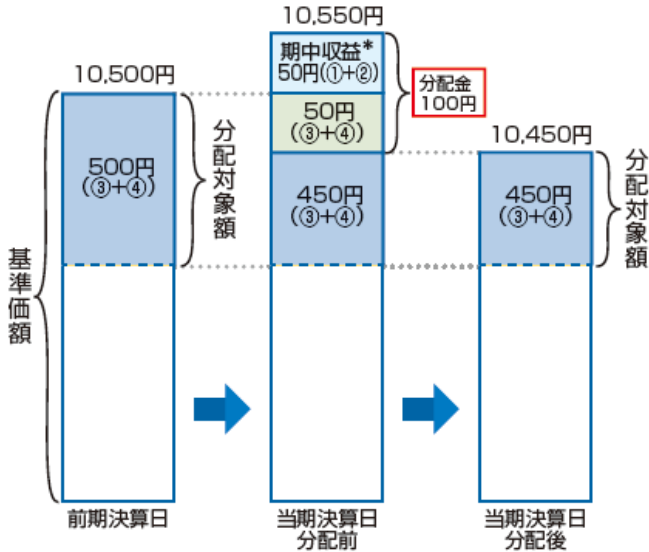 10,550円
期中収益*
50円(①+②)
分配金
100円
10,500円
50円
(③+④)
10,450円
500円
(③+④)
分配対象額
450円
(③+④)
450円
(③+④)
分配対象額
基準価額
前期決算日
当期決算日
分配前
当期決算日
分配後